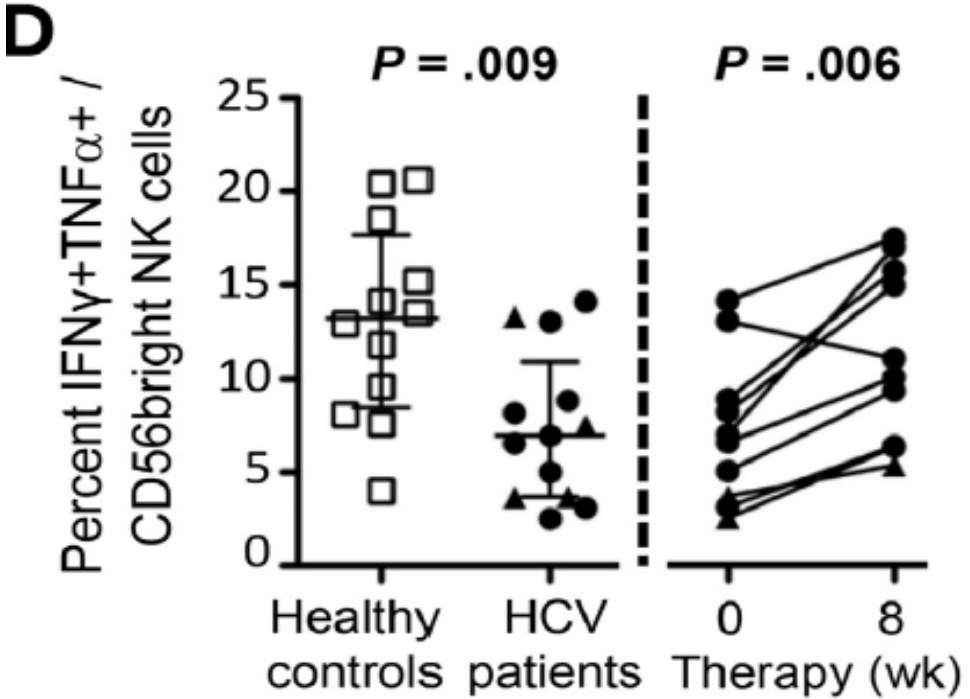 D
P = .009
P = .006
Percent IFNγ+TNFα+ /
CD56bright NK cells
25
20
15
10
5
0
Healthy
controls
HCV
patients
0
8
Therapy (wk)